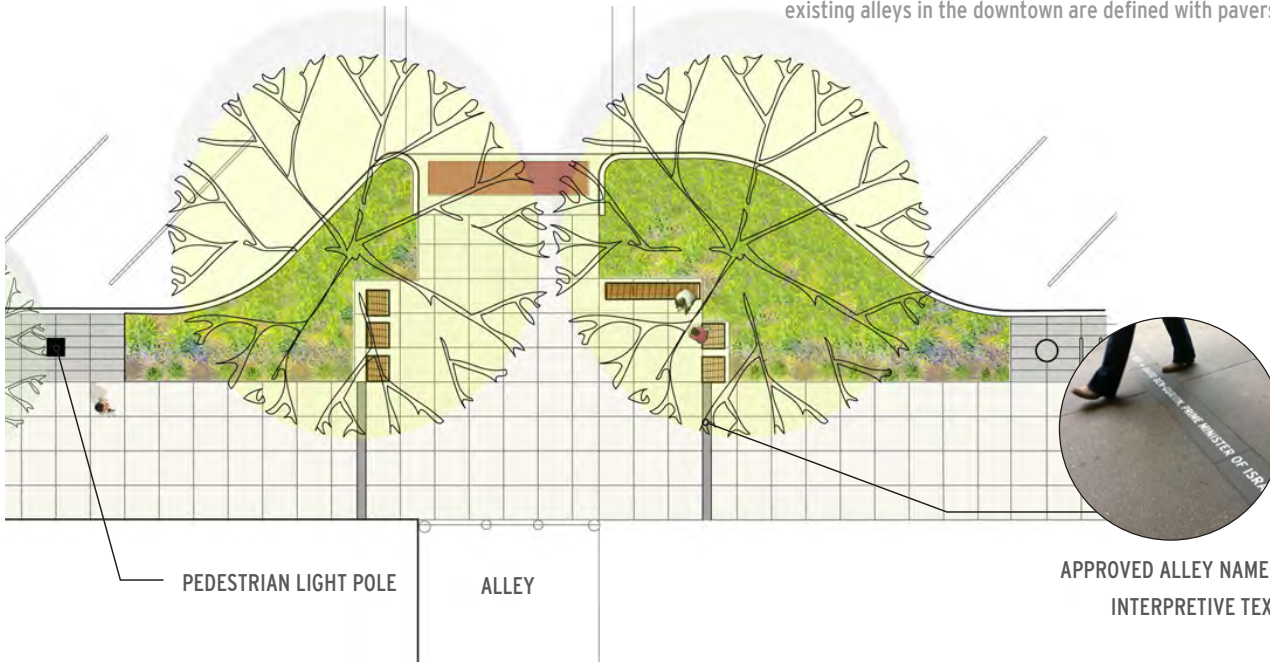 existing alleys in the downtown are defined with pavers
PEDESTRIAN LIGHT POLE
ALLEY
PRIME MINISTER OF ISRA
APPROVED ALLEY NAME
INTERPRETIVE TEX